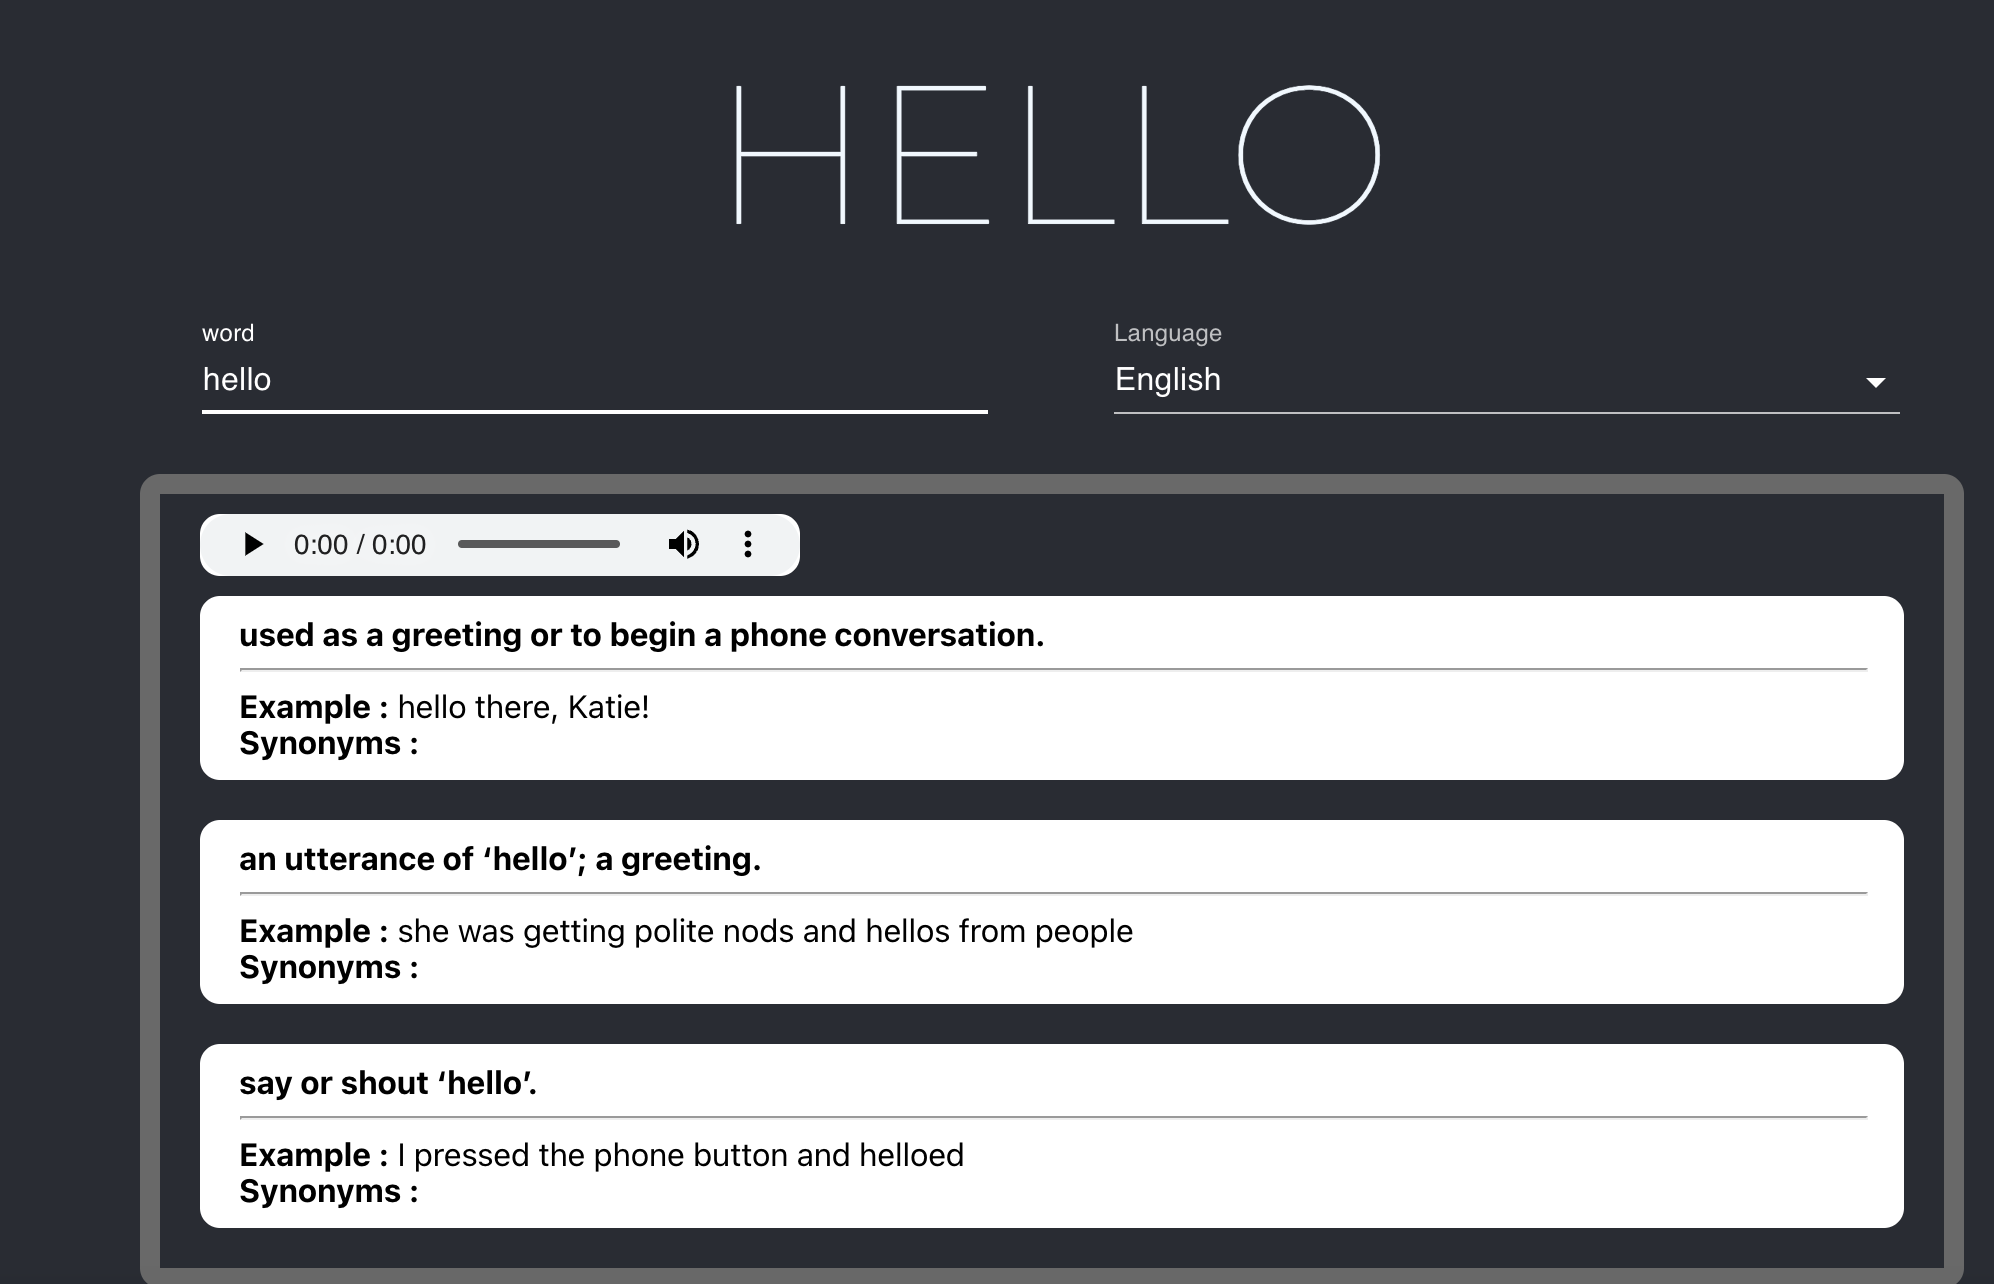 HELLO
word
hello
Language
English
0:00 / 0:00
used as a greeting or to begin a phone conversation.
Example : hello there, Katie!
Synonyms :
an utterance of ‘hello’; a greeting.
Example : she was getting polite nods and hellos from people
Synonyms :
say or shout ‘hello’.
Example : I pressed the phone button and helloed
Synonyms :